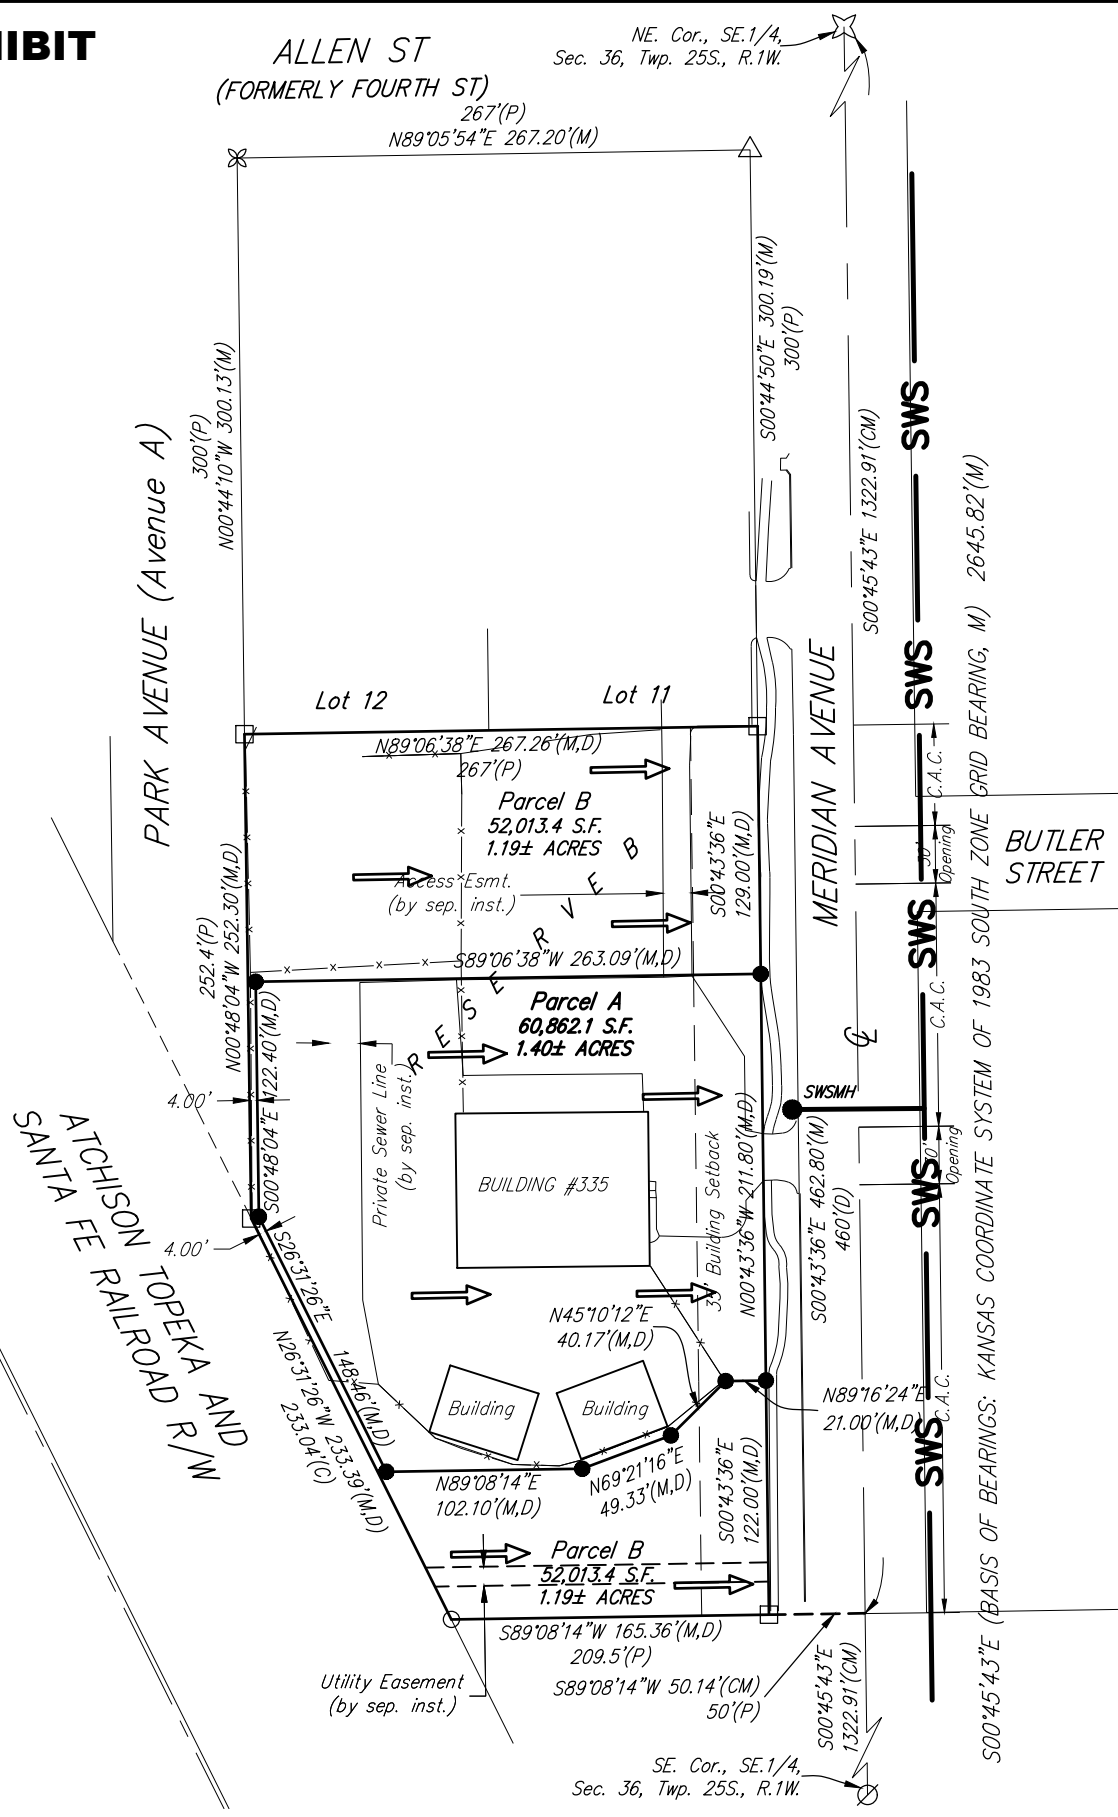 HIBIT
ALLEN ST
(FORMERLY FOURTH ST)
267'(P)
N89°05'54"E 267.20'(M)
NE. Cor., SE.1/4,
Sec. 36, Twp. 25S., R.1W.
PARK AVENUE (Avenue A)
300'(P)
N00°44'10"W 300.13'(M)
S00°44'50"E 300.19'(M)
300'(P)
S00°45'43"E 1322.91'(CM)
SWS
SWS
SWS
SWS
SWS
S00°45'43"E (BASIS OF BEARINGS: KANSAS COORDINATE SYSTEM OF 1983 SOUTH ZONE GRID BEARING, M) 2645.82'(M)
MERIDIAN AVENUE
BUTLER
STREET
C.A.C.
30'
Opening
C.A.C.
30'
Opening
C.A.C.
Lot 12
Lot 11
N89°06'38"E 267.26'(M,D)
267'(P)
Parcel B
52,013.4 S.F.
1.19± ACRES
Access Esmt.
(by sep. inst.)
RESERVE B
S00°43'36"E
129.00'(M,D)
252.4'(P)
N00°48'04"W 252.30'(M,D)
S89°06'38"W 263.09'(M,D)
Parcel A
60,862.1 S.F.
1.40± ACRES
S00°48'04"E 122.40'(M,D)
4.00'
Private Sewer Line
(by sep. inst.)
SWSMH
BUILDING #335
35' Building Setback
N00°43'36"W 211.80'(M,D)
S00°43'36"E 462.80'(M)
460'(D)
ATCHISON TOPEKA AND
SANTA FE RAILROAD R/W
4.00'
S26°31'26"E
148.46'(M,D)
N26°31'26"W 233.39'(M,D)
233.04'(C)
N45°10'12"E
40.17'(M,D)
Building
Building
N89°16'24"E
21.00'(M,D)
N89°08'14"E
102.10'(M,D)
N69°21'16"E
49.33'(M,D)
S00°43'36"E
122.00'(M,D)
Parcel B
52,013.4 S.F.
1.19± ACRES
S89°08'14"W 165.36'(M,D)
209.5'(P)
Utility Easement
(by sep. inst.)
S89°08'14"W 50.14'(CM)
50'(P)
S00°45'43"E
1322.91'(CM)
SE. Cor., SE.1/4,
Sec. 36, Twp. 25S., R.1W.